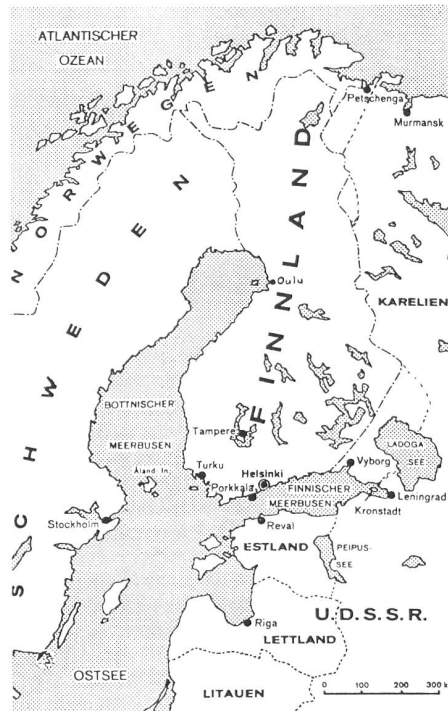 ATLANTISCHER
OZEAN
NORWEGEN
SCHWEDEN
FINNLAND
Petschenga
Murmansk
Oulu
KARELIEN
BOTTNISCHER
MEERBUSEN
Tampere
Åland In.
Turku
Helsinki
Porkkala
FINNISCHER
MEERBUSEN
Vyborg
LADOGA
SEE
Leningrad
Kronstadt
Stockholm
Reval
ESTLAND
PEIPUS-
SEE
U.D.S.S.R.
Riga
LETTLAND
OSTSEE
LITAUEN
0 100 200 300 k